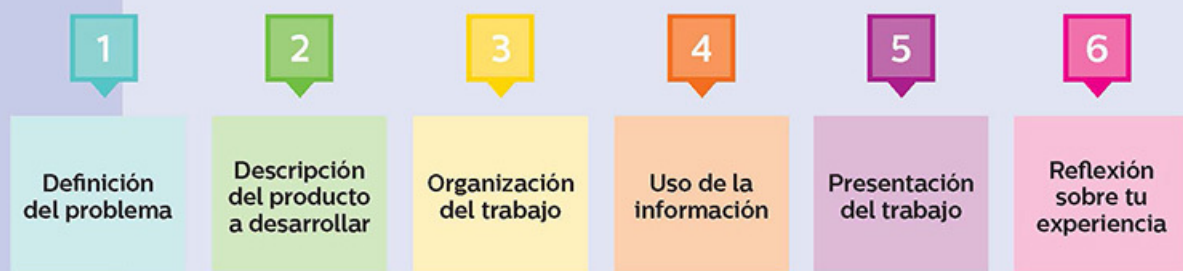 1
Definición
del problema
2
Descripción
del producto
a desarrollar
3
Organización
del trabajo
4
Uso de la
información
5
Presentación
del trabajo
6
Reflexión
sobre tu
experiencia